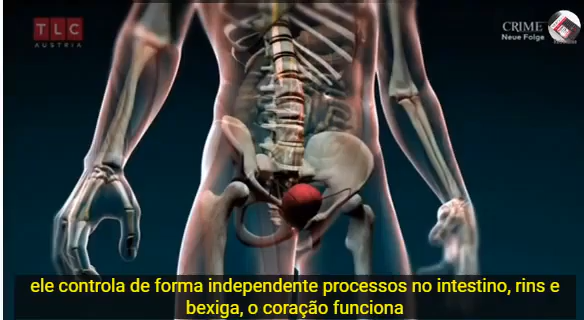 TLC
AUSTRIA
CRIME
Neue Folge
ele controla de forma independente processos no intestino, rins e
bexiga, o coração funciona